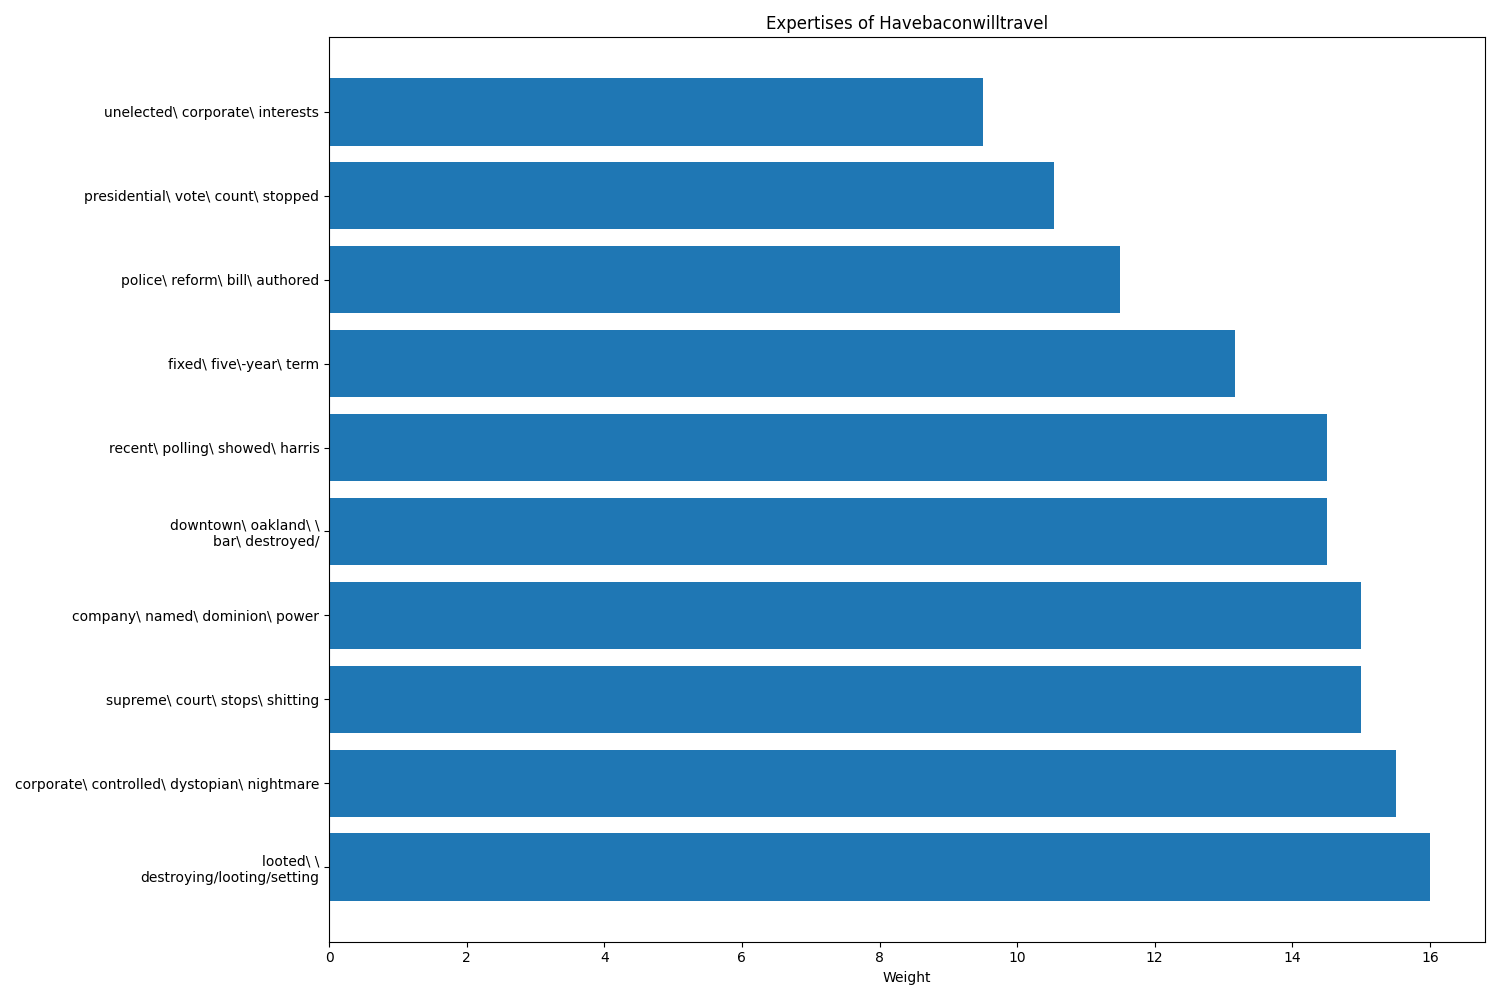 Expertises of Havebaconwilltravel
unelected\ corporate\ interests
presidential\ vote\ count\ stopped
police\ reform\ bill\ authored
fixed\ five\-year\ term
recent\ polling\ showed\ harris
downtown\ oakland\ \
bar\ destroyed/
company\ named\ dominion\ power
supreme\ court\ stops\ shitting
corporate\ controlled\ dystopian\ nightmare
looted\ \
destroying/looting/setting
0 2 4 6 8 10 12 14 16
Weight